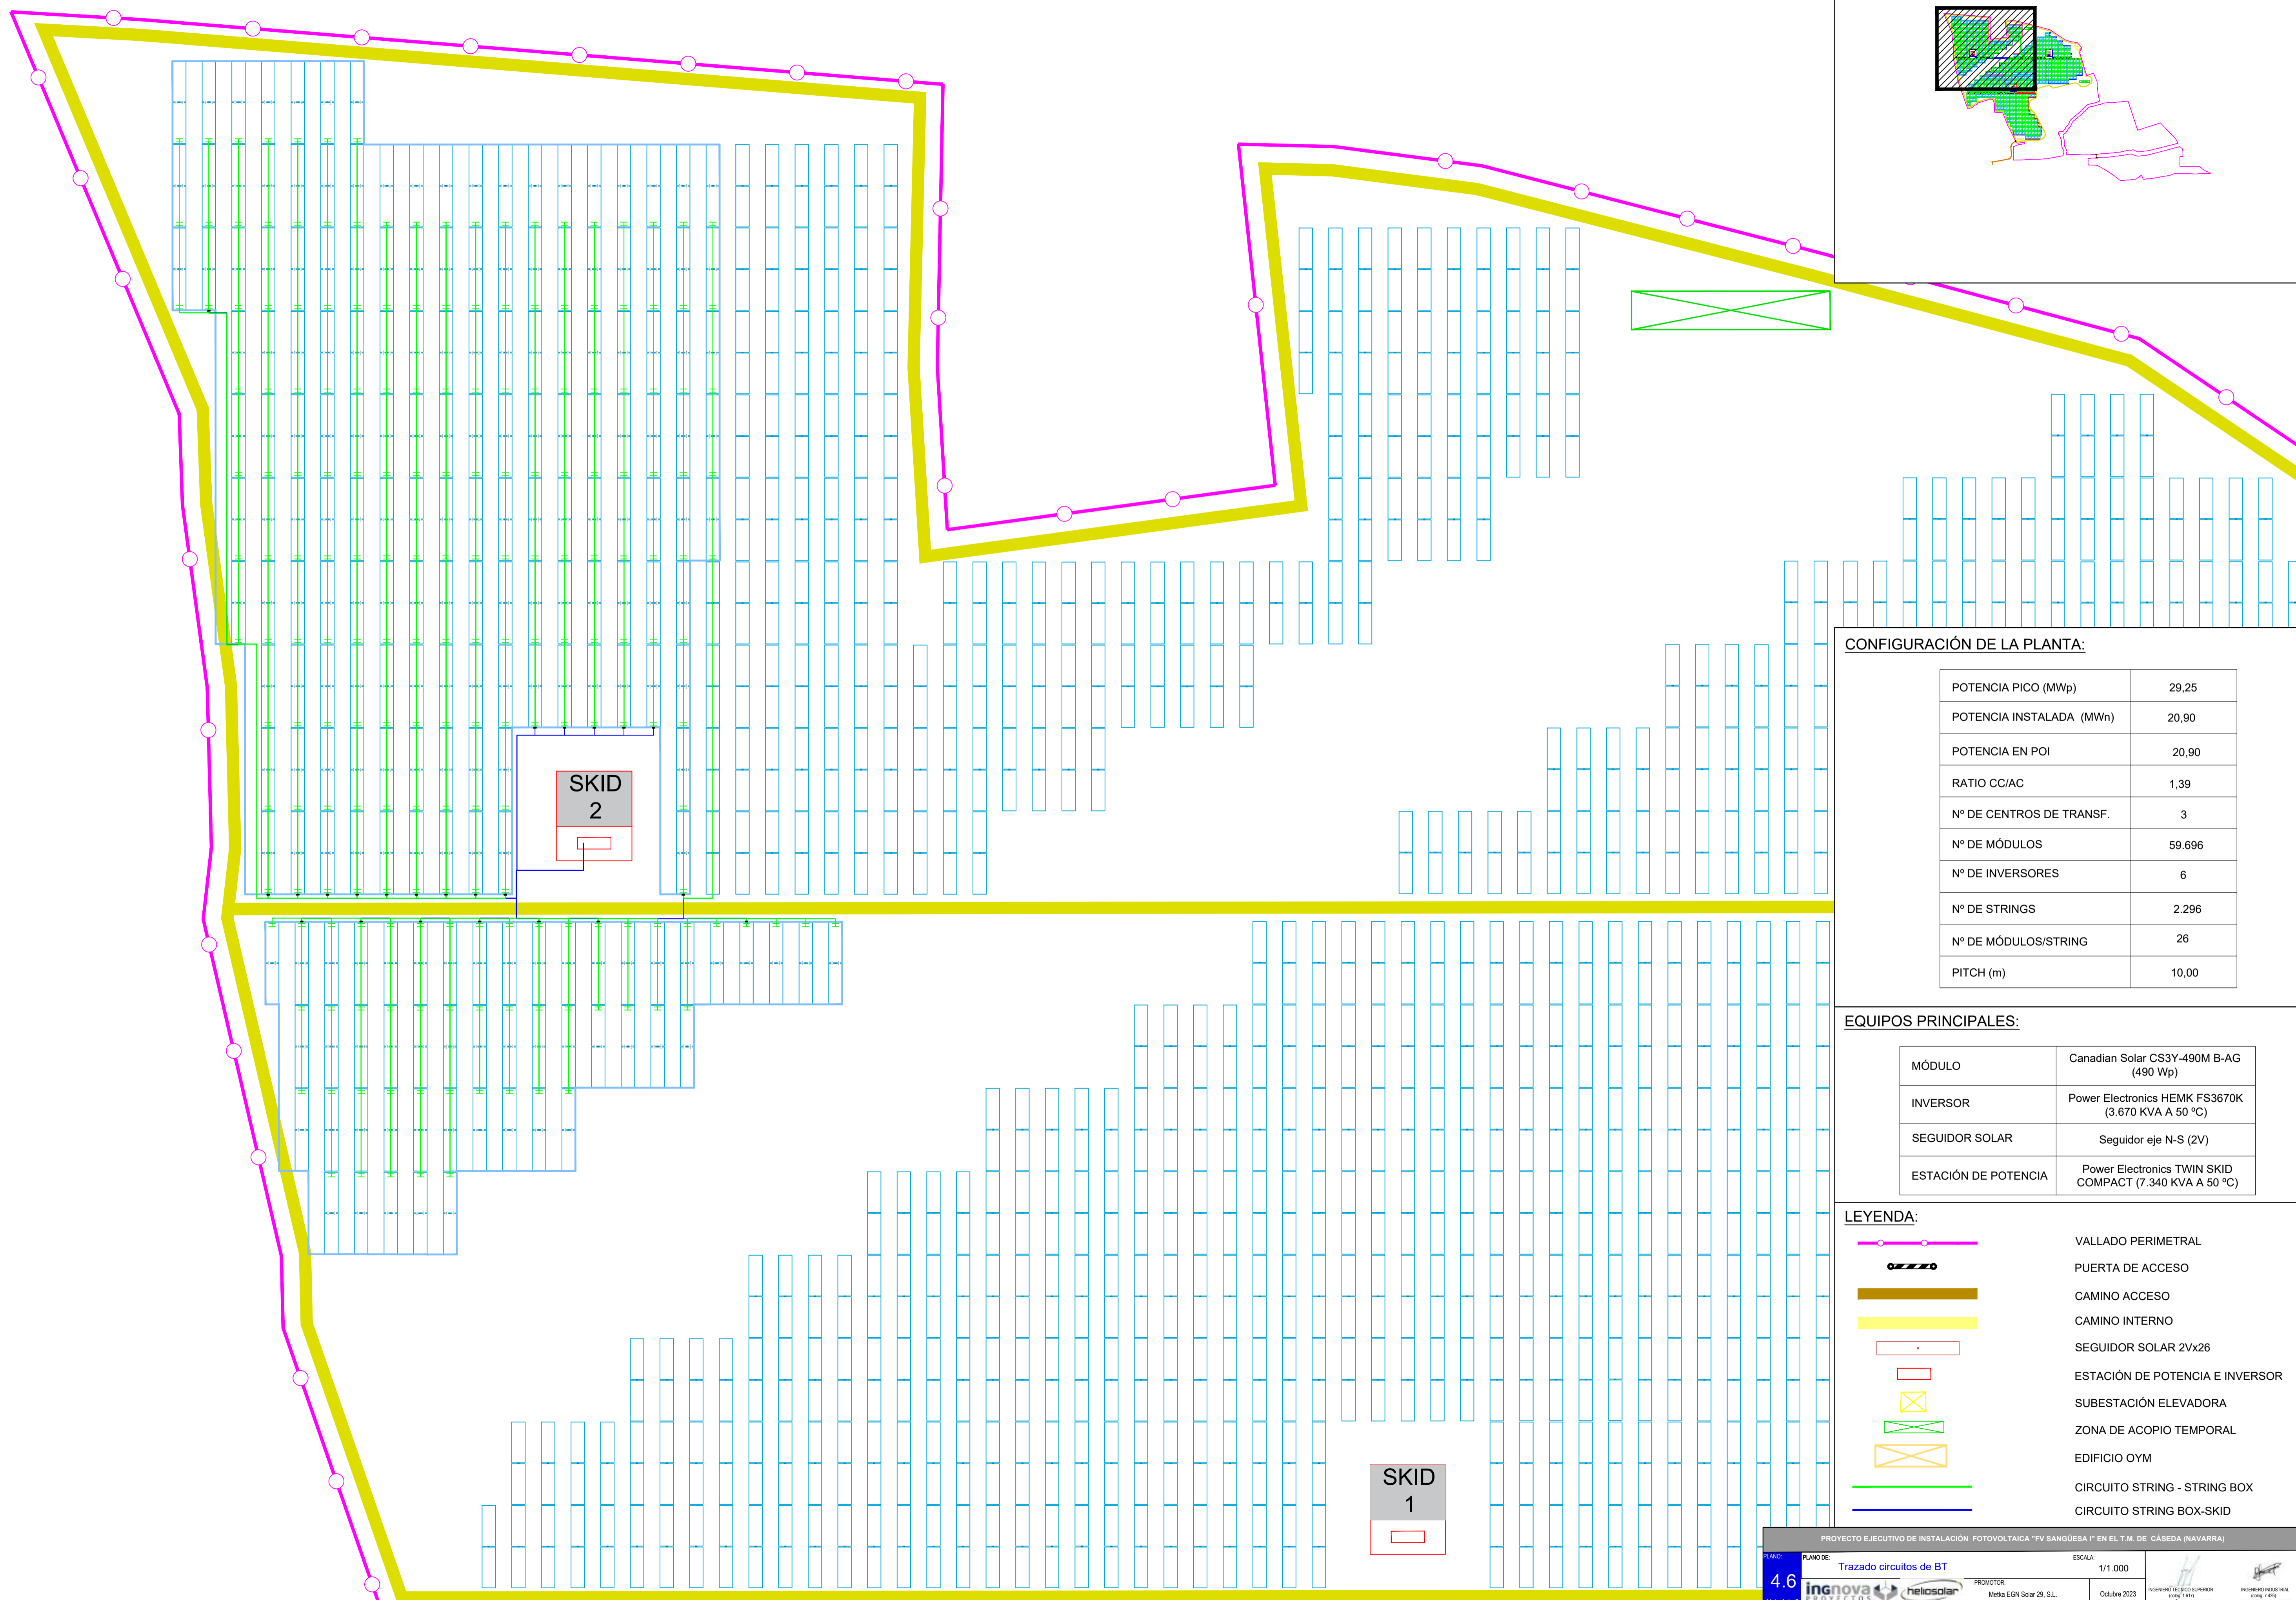 SKID
2
SKID
1
CONFIGURACIÓN DE LA PLANTA:
POTENCIA PICO (MWp) 29,25
POTENCIA INSTALADA (MWn) 20,90
POTENCIA EN POI 20,90
RATIO CC/AC 1,39
Nº DE CENTROS DE TRANSF. 3
Nº DE MÓDULOS 59.696
Nº DE INVERSORES 6
Nº DE STRINGS 2.296
Nº DE MÓDULOS/STRING 26
PITCH (m) 10,00
EQUIPOS PRINCIPALES:
MÓDULO Canadian Solar CS3Y-490M B-AG
(490 Wp)
INVERSOR Power Electronics HEMK FS3670K
(3.670 KVA A 50 ºC)
SEGUIDOR SOLAR Seguidor eje N-S (2V)
ESTACIÓN DE POTENCIA Power Electronics TWIN SKID
COMPACT (7.340 KVA A 50 ºC)
LEYENDA:
VALLADO PERIMETRAL
PUERTA DE ACCESO
CAMINO ACCESO
CAMINO INTERNO
SEGUIDOR SOLAR 2Vx26
ESTACIÓN DE POTENCIA E INVERSOR
SUBESTACIÓN ELEVADORA
ZONA DE ACOPIO TEMPORAL
EDIFICIO OYM
CIRCUITO STRING - STRING BOX
CIRCUITO STRING BOX-SKID
PROYECTO EJECUTIVO DE INSTALACIÓN FOTOVOLTAICA "FV SANGÜESA I" EN EL T.M. DE CÁSEDA (NAVARRA)
PLANO:
4.6
PLANO DE:
Trazado circuitos de BT
ESCALA:
1/1.000
ingnova
PROYECTOS
heliosolar
PROMOTOR:
Metka EGN Solar 29, S.L.
Octubre 2023
INGENIERO TÉCNICO SUPERIOR
(coleg. 1.617)
INGENIERO INDUSTRIAL
(coleg. 7.426)